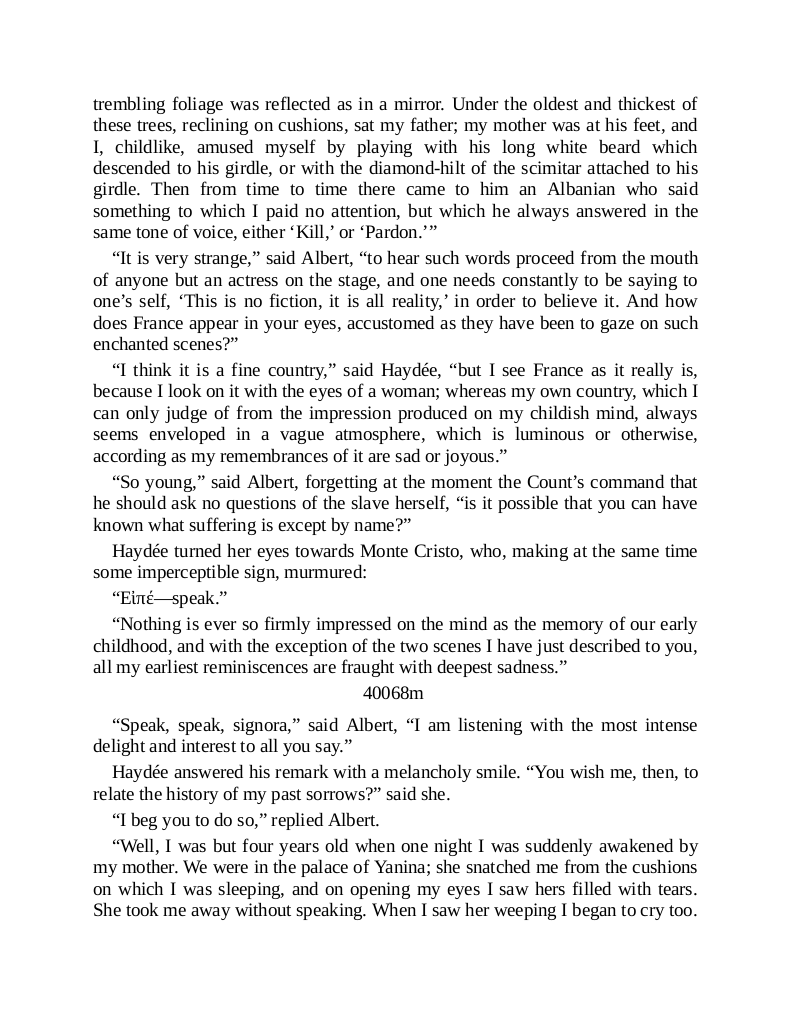 trembling foliage was reflected as in a mirror. Under the oldest and thickest of
these trees, reclining on cushions, sat my father; my mother was at his feet, and
I, childlike, amused myself by playing with his long white beard which
descended to his girdle, or with the diamond-hilt of the scimitar attached to his
girdle. Then from time to time there came to him an Albanian who said
something to which I paid no attention, but which he always answered in the
same tone of voice, either ‘Kill,’ or ‘Pardon.’”
“It is very strange,” said Albert, “to hear such words proceed from the mouth
of anyone but an actress on the stage, and one needs constantly to be saying to
one’s self, ‘This is no fiction, it is all reality,’ in order to believe it. And how
does France appear in your eyes, accustomed as they have been to gaze on such
enchanted scenes?”
“I think it is a fine country,” said Haydée, “but I see France as it really is,
because I look on it with the eyes of a woman; whereas my own country, which I
can only judge of from the impression produced on my childish mind, always
seems enveloped in a vague atmosphere, which is luminous or otherwise,
according as my remembrances of it are sad or joyous.”
“So young,” said Albert, forgetting at the moment the Count’s command that
he should ask no questions of the slave herself, “is it possible that you can have
known what suffering is except by name?”
Haydée turned her eyes towards Monte Cristo, who, making at the same time
some imperceptible sign, murmured:
“Εἰπέ—speak.”
“Nothing is ever so firmly impressed on the mind as the memory of our early
childhood, and with the exception of the two scenes I have just described to you,
all my earliest reminiscences are fraught with deepest sadness.”
40068m
“Speak, speak, signora,” said Albert, “I am listening with the most intense
delight and interest to all you say.”
Haydée answered his remark with a melancholy smile. “You wish me, then, to
relate the history of my past sorrows?” said she.
“I beg you to do so,” replied Albert.
“Well, I was but four years old when one night I was suddenly awakened by
my mother. We were in the palace of Yanina; she snatched me from the cushions
on which I was sleeping, and on opening my eyes I saw hers filled with tears.
She took me away without speaking. When I saw her weeping I began to cry too.